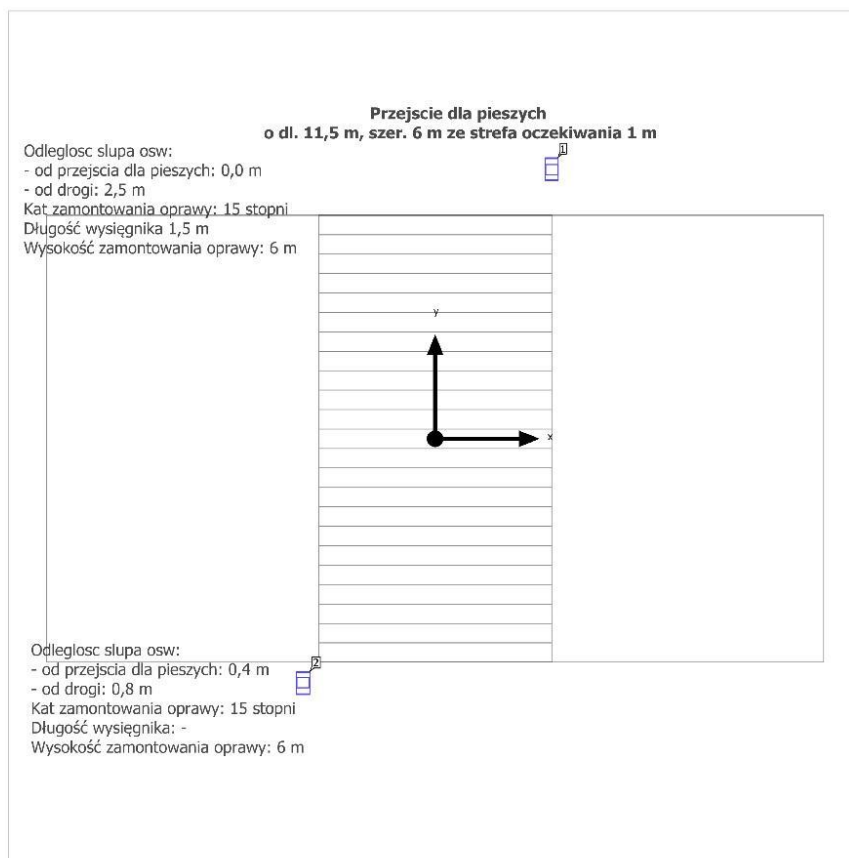 Przejscie dla pieszych
o dl. 11,5 m, szer. 6 m ze strefa oczekiwania 1 m
1
Odleglosc slupa osw:
- od przejscia dla pieszych: 0,0 m
- od drogi: 2,5 m
Kat zamontowania oprawy: 15 stopni
Długość wysięgnika 1,5 m
Wysokość zamontowania oprawy: 6 m
y
x
Odleglosc slupa osw:
2
- od przejscia dla pieszych: 0,4 m
- od drogi: 0,8 m
Kat zamontowania oprawy: 15 stopni
Długość wysięgnika: -
Wysokość zamontowania oprawy: 6 m